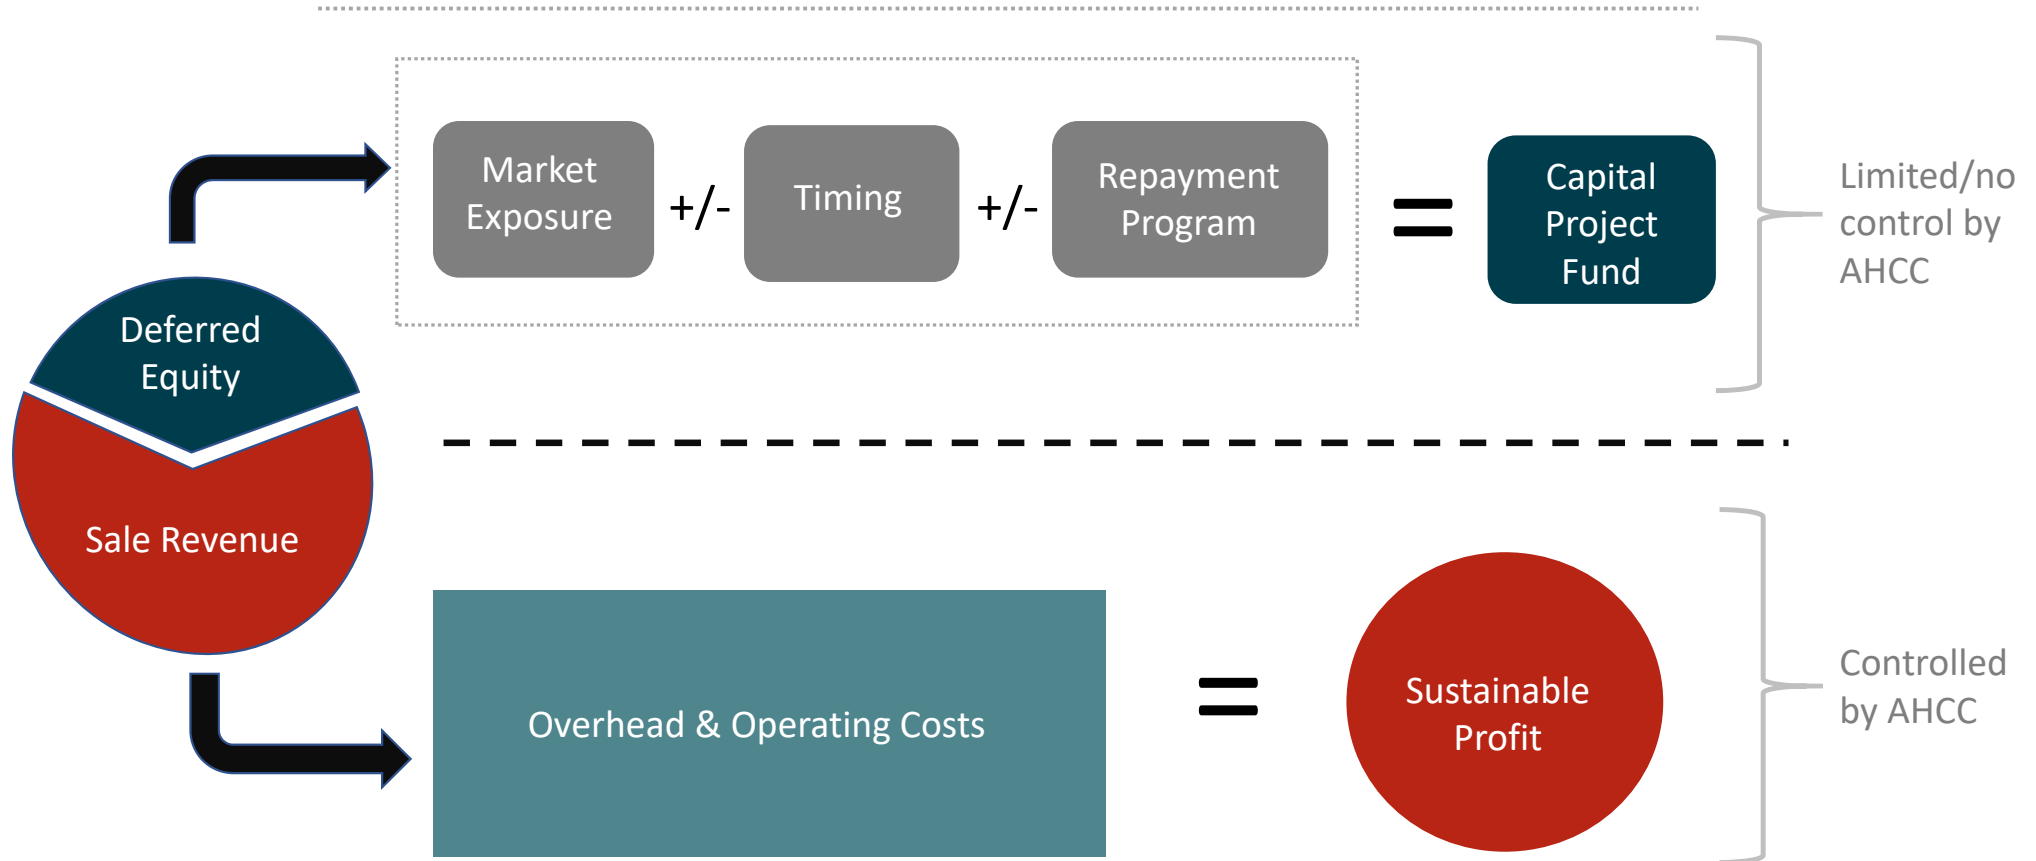 Market
Exposure
+/-
Timing
+/-
Repayment
Program
=
Capital
Project
Fund
Limited/no
control by
AHCC
Deferred
Equity
Sale Revenue
Overhead & Operating Costs
=
Sustainable
Profit
Controlled
by AHCC